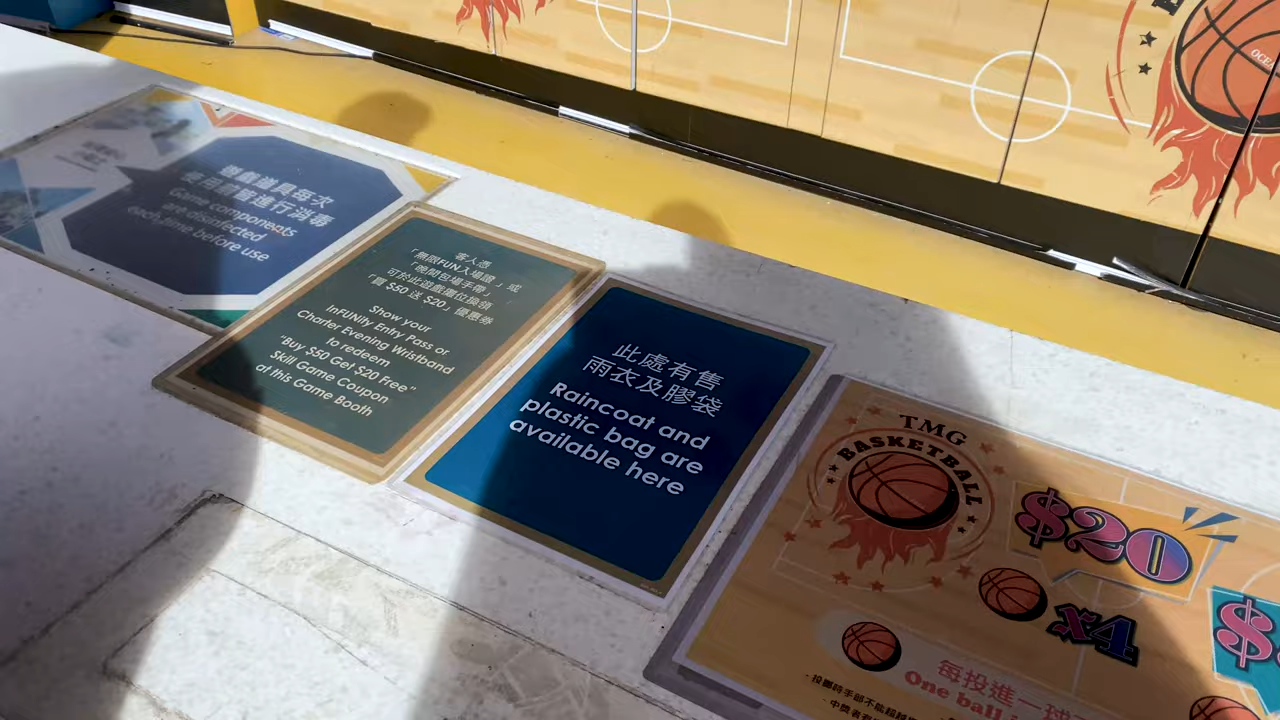 遊戲道具每次
使用前皆進行消毒
Game components
are disinfected
each time before use
客人憑
「無限FUN入場證」或
「晚間包場手帶」
可於此遊戲攤位換領
「買 $50 送 $20」優惠券
Show your
InFUNity Entry Pass or
Charter Evening Wristband
to redeem
"Buy $50 Get $20 Free"
Skill Game Coupon
at this Game Booth
此處有售
雨衣及膠袋
Raincoat and
plastic bag are
available here
TMG
BASKETBALL
$20
x4
每投進一球
One ball